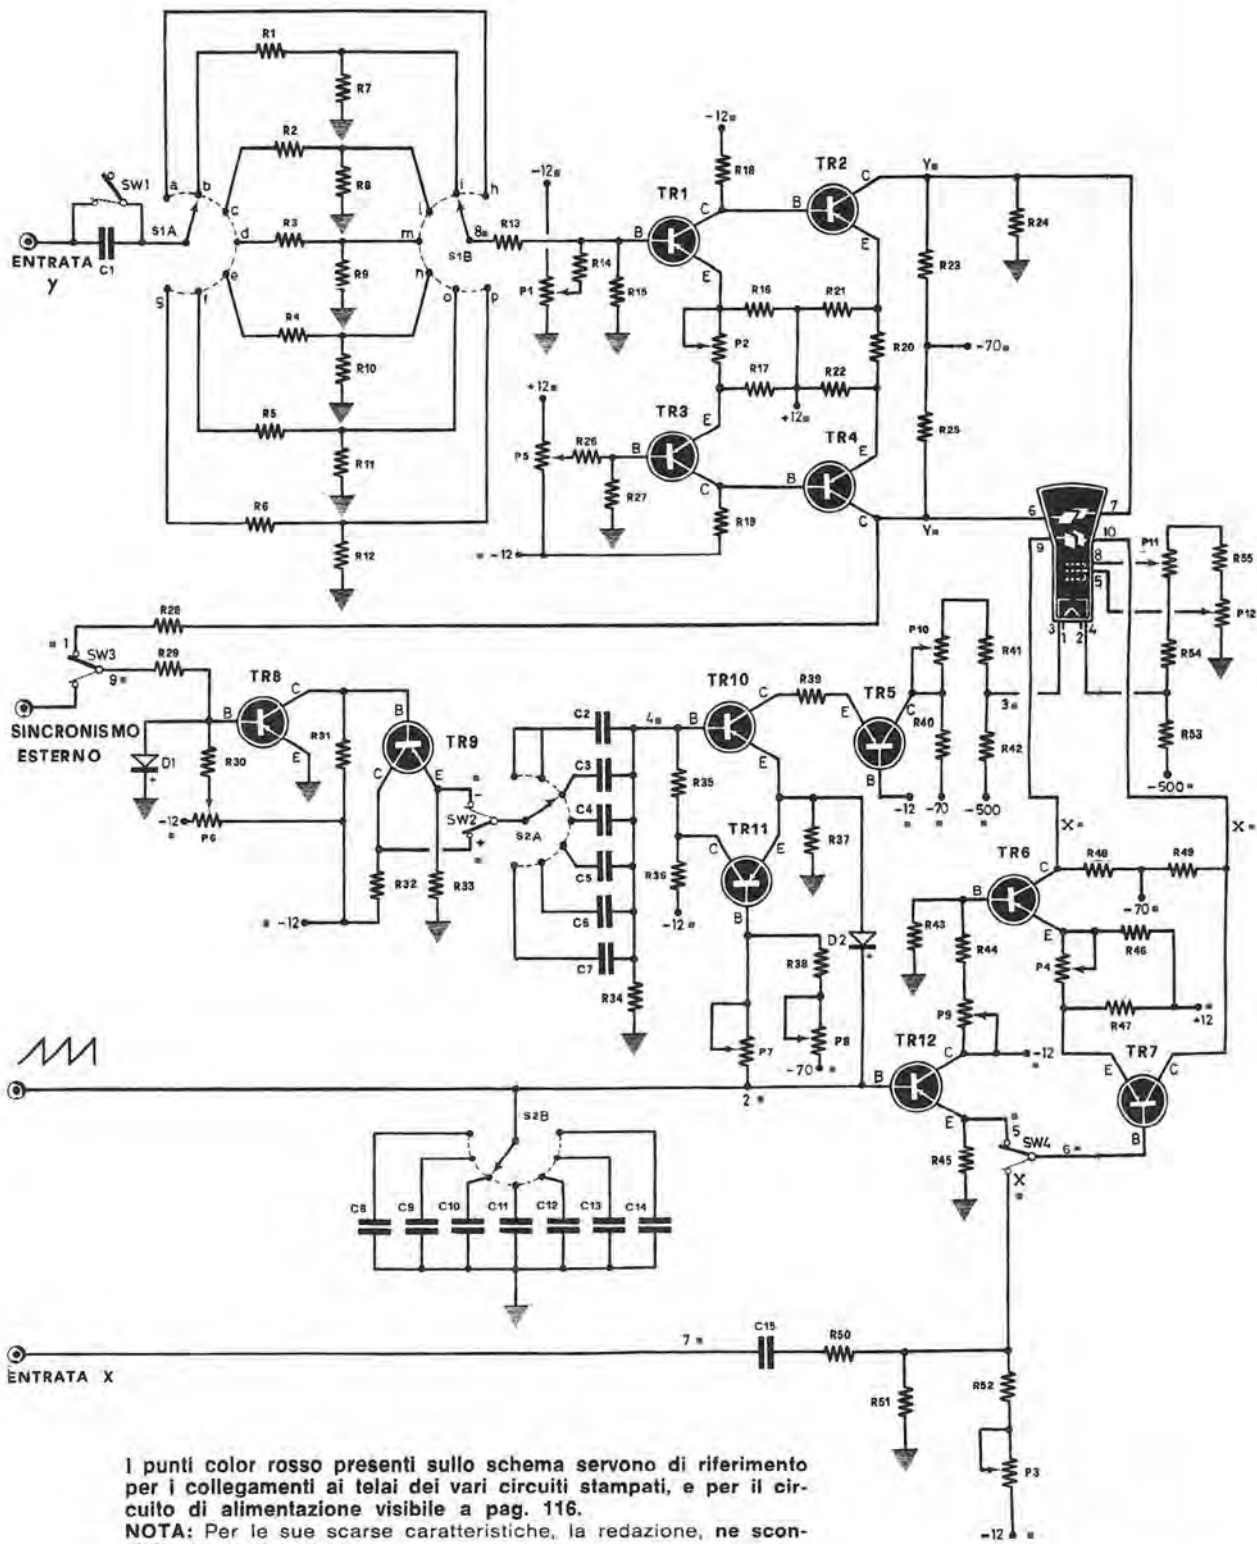 R1
R7
R2
-12
R18
TR2
C
Y
SW1
a
b
i
h
R8
-12
TR1
B
E
c
l
C
R24
S1A
d
R3
m
8
R13
B
R14
R23
ENTRATA
Y
C1
e
S1B
n
R9
P1
R15
E
R16
R21
g
f
o
p
R4
P2
R20
-70
R10
+12
R17
R22
R5
TR3
E
+12
TR4
R25
R26
B
E
P5
R11
R27
C
B
R6
R19
C
6
7
R12
-12
Y
9
10
P11
8
R55
5
R28
P10
P12
1
3
1
2
4
SW3
R29
TR10
R39
TR5
R41
R54
9
TR8
C
B
C
E
C
3
SINCRONISMO
ESTERNO
B
R31
TR9
C2
4
B
R40
R53
D1
R30
E
C
E
-
C3
R35
E
B
R42
-500
-12
P6
SW2
S2A
C4
TR11
C
E
R37
-12
-70
-500
X
X
+
C5
R36
TR6
C
R48
R49
R32
R33
B
B
-70
-12
C6
-12
R43
E
R46
C7
R38
D2
R44
P4
R34
P9
R47
+12
P7
P8
TR12
C
-12
TR7
-70
E
C
B
2
S2B
E
5
B
SW4
R45
6
X
C8
C9
C10
C11
C12
C13
C14
7
C15
R50
ENTRATA X
R51
R52
P3
-12
I punti color rosso presenti sullo schema servono di riferimento
per i collegamenti ai telai dei vari circuiti stampati, e per il cir-
cuito di alimentazione visibile a pag. 116.
NOTA: Per le sue scarse caratteristiche, la redazione, ne scon-